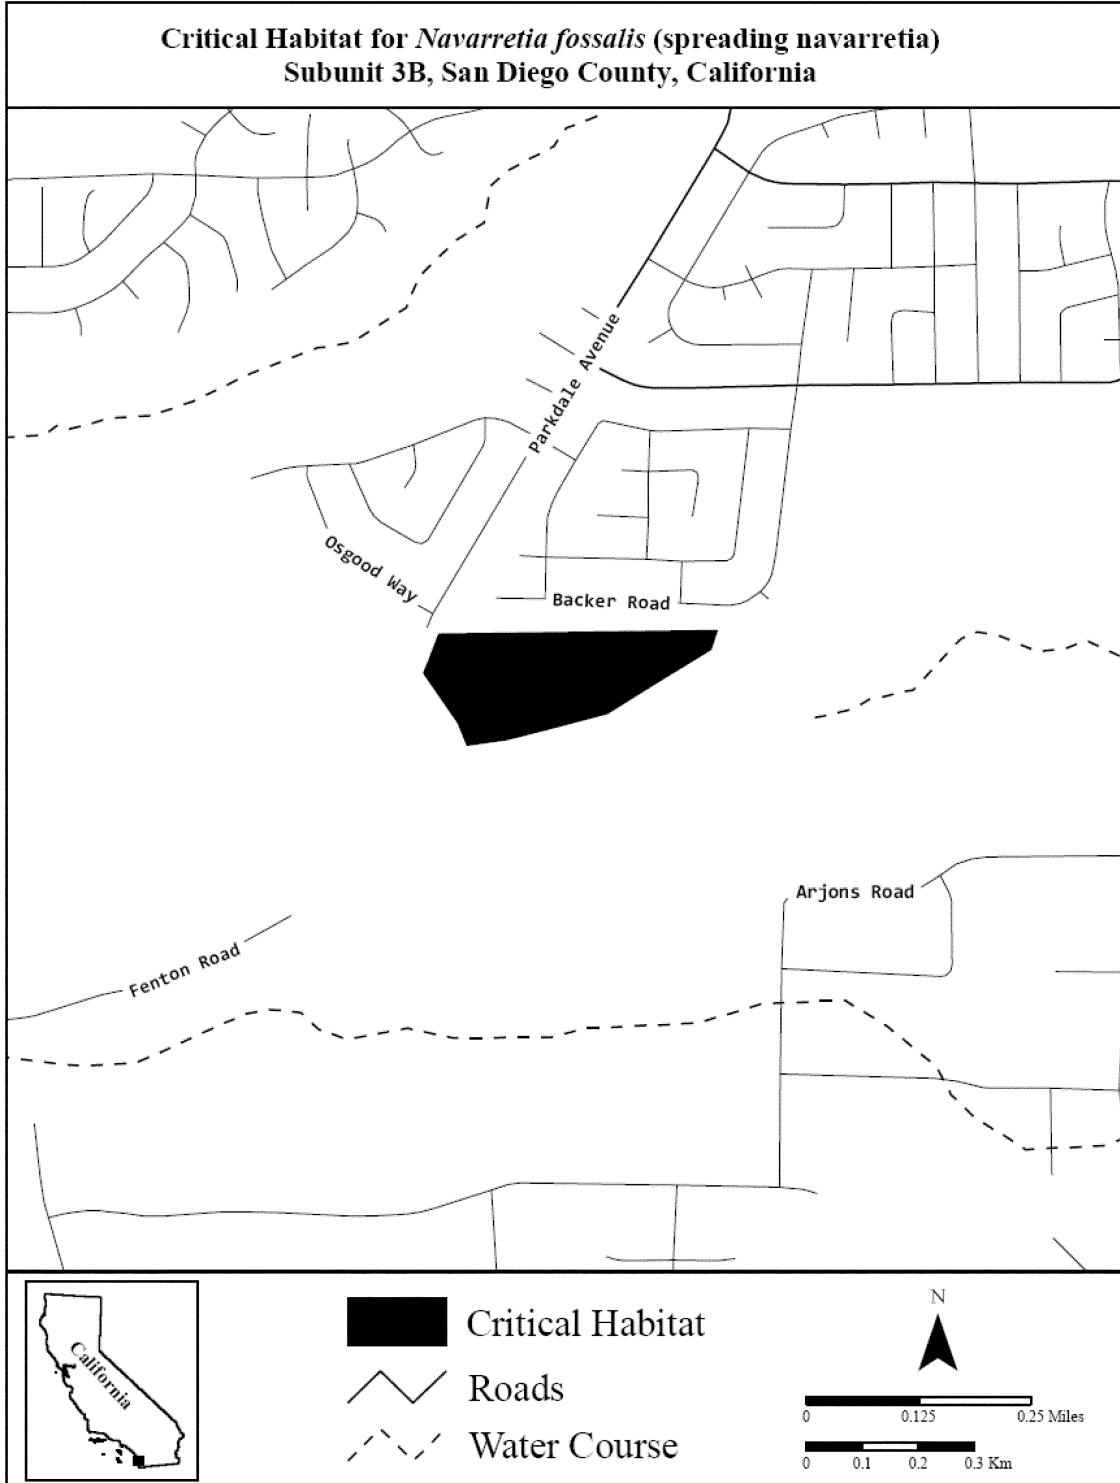 Critical Habitat for Navarretia fossalis (spreading navarretia)
Subunit 3B, San Diego County, California
Parkdale Avenue
Osgood Way
Backer Road
Arjons Road
Fenton Road
California
Critical Habitat
Roads
Water Course
N
0 0.125 0.25 Miles
0 0.1 0.2 0.3 Km